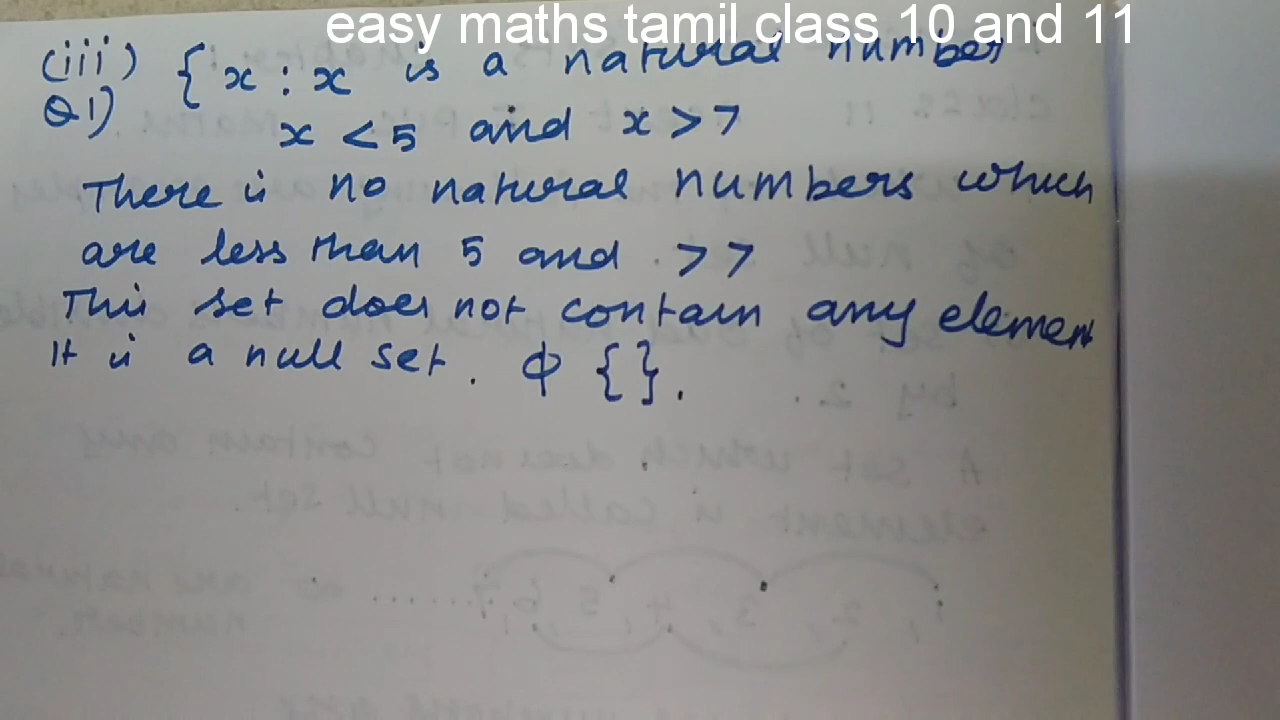 easy maths tamil class 10 and 11
(iii) { x : x is a natural number
Q1) x < 5 and x > 7
There is no natural numbers which
are less than 5 and > 7
This set does not contain any element
It is a null set . φ { } .